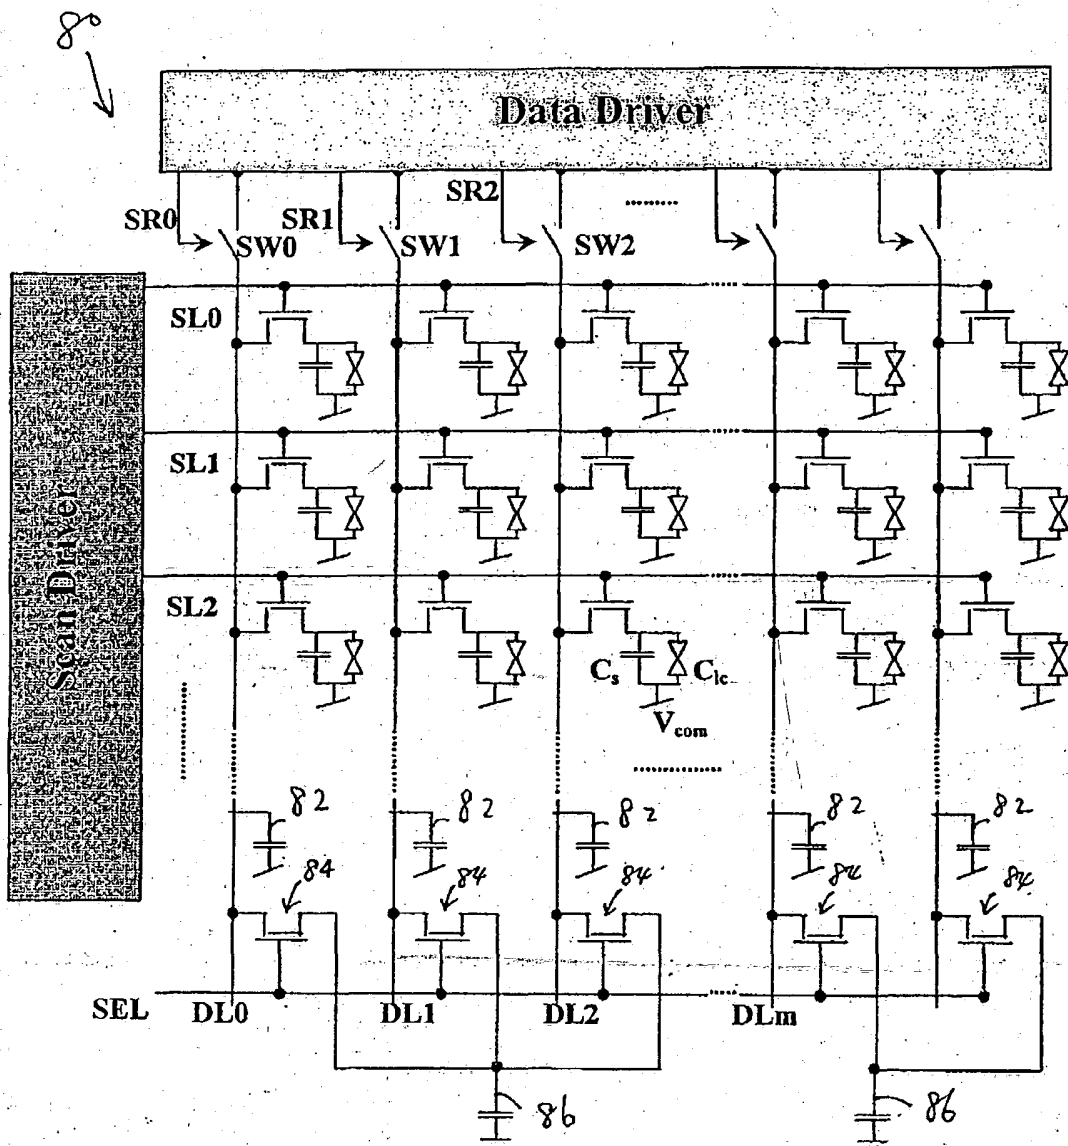 80
Data Driver
SR0 SR1 SR2 ........
SW0 SW1 SW2
Scan Driver
SL0
SL1
SL2
Cs Clc
Vcom
82 82 82 82 82
84 84 84 84 84
SEL DL0 DL1 DL2 DLm
86 86